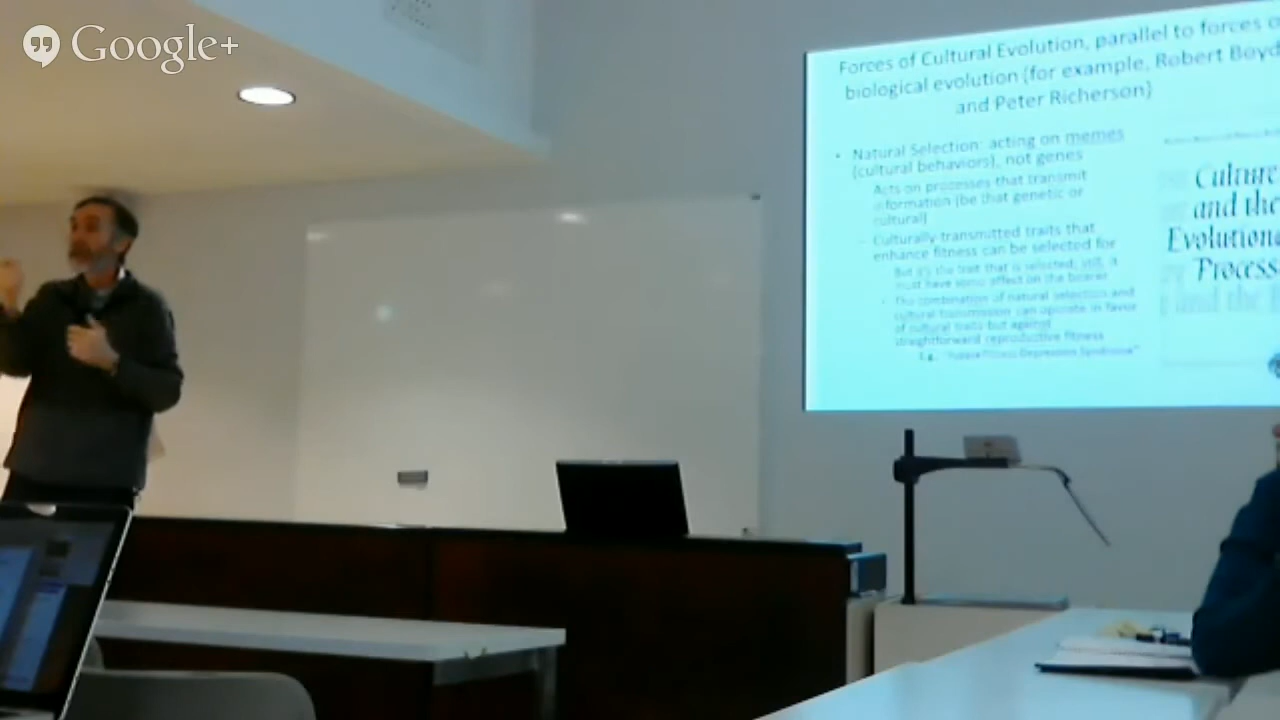 Google+
Forces of Cultural Evolution, parallel to forces o
biological evolution (for example, Robert Boyd
and Peter Richerson)
• Natural Selection: acting on memes
(cultural behaviors), not genes
Acts on processes that transmit
information (be that genetic or
cultural)
– Culturally transmitted traits that
enhance fitness can be selected for
But it's the trait that is selected; still, it
must have some effect on the bearer
The combination of natural selection and
cultural transmission can operate in favor
of cultural traits but against
straightforward reproductive fitness
E.g. Depression Syndrome"
Culture
and the
Evolution
Process